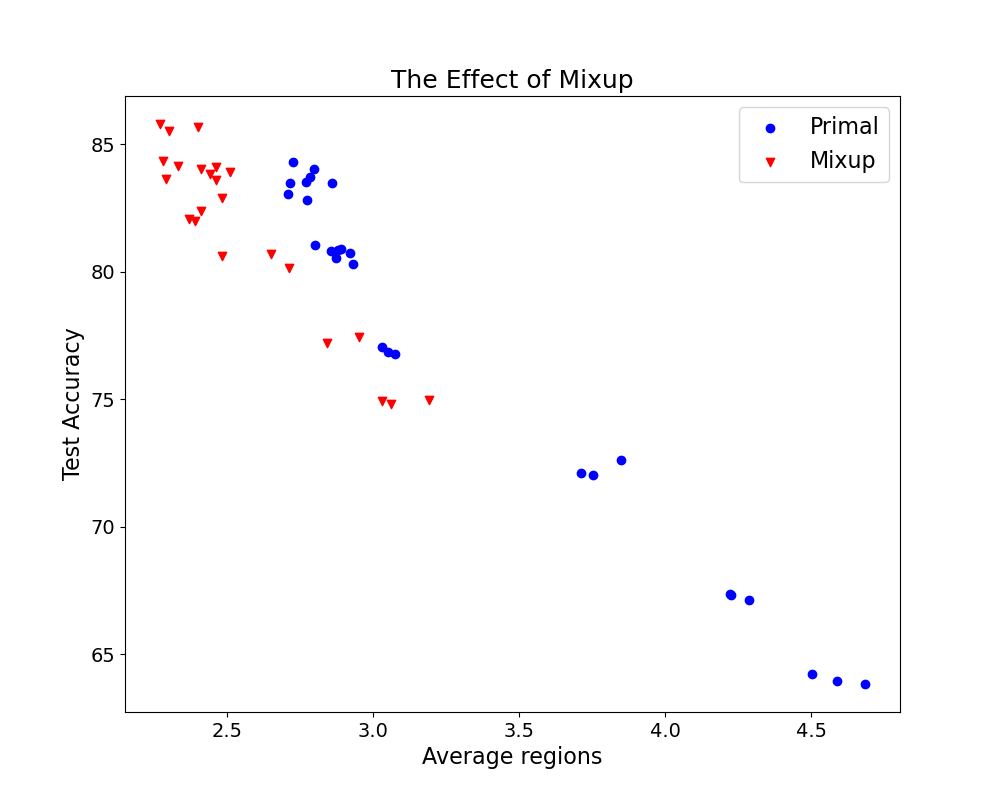 The Effect of Mixup
Primal
Mixup
85
80
75
70
65
Test Accuracy
2.5 3.0 3.5 4.0 4.5
Average regions